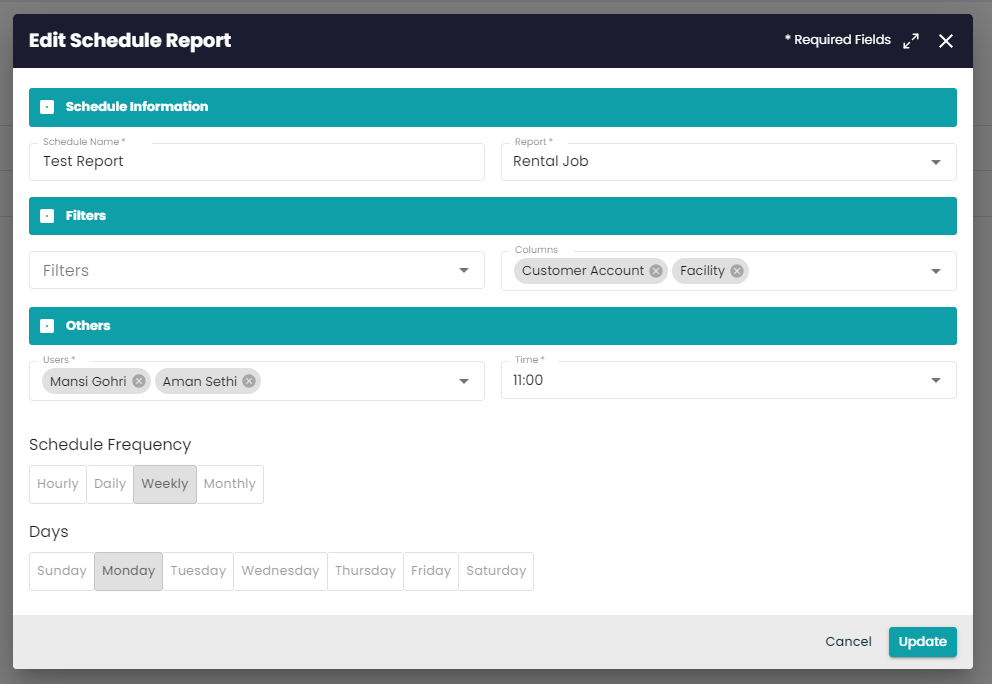 Edit Schedule Report
* Required Fields
Schedule Information
Schedule Name *
Test Report
Report *
Rental Job
Filters
Filters
Columns
Customer Account
Facility
Others
Users *
Mansi Gohri
Aman Sethi
Time *
11:00
Schedule Frequency
Hourly Daily Weekly Monthly
Days
Sunday Monday Tuesday Wednesday Thursday Friday Saturday
Cancel
Update